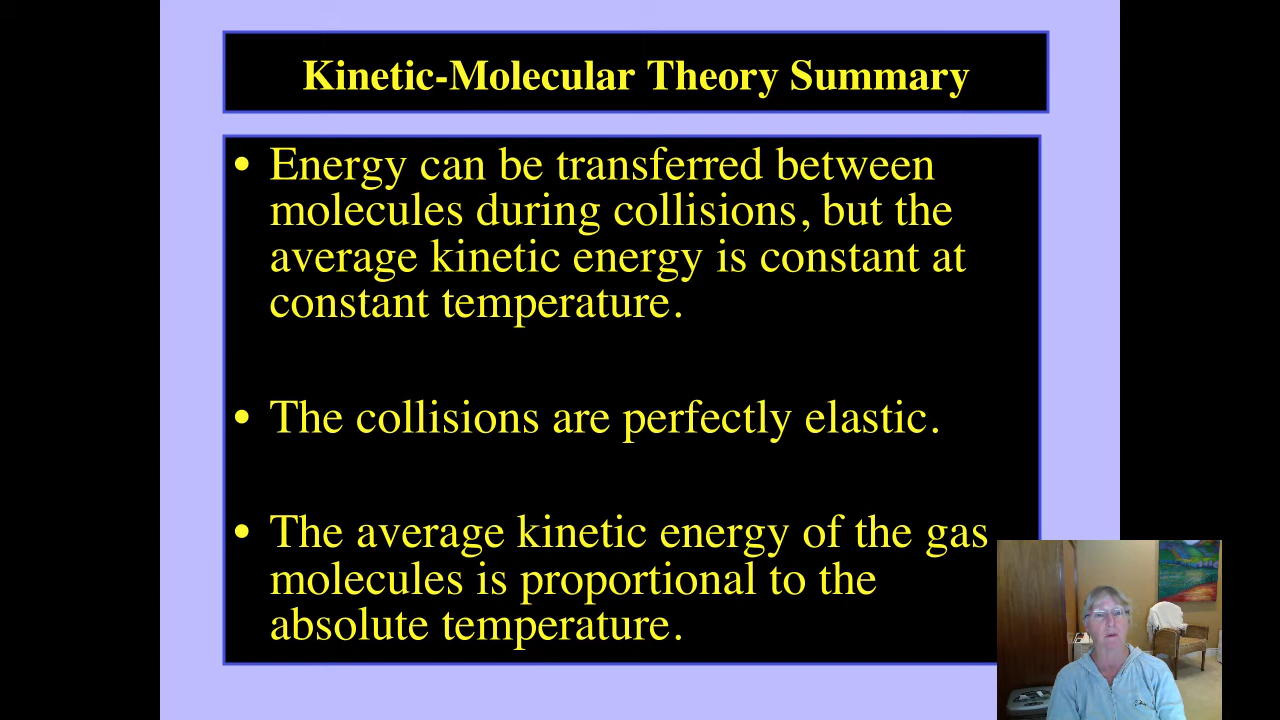 Kinetic-Molecular Theory Summary
• Energy can be transferred between
molecules during collisions, but the
average kinetic energy is constant at
constant temperature.
• The collisions are perfectly elastic.
• The average kinetic energy of the gas
molecules is proportional to the
absolute temperature.